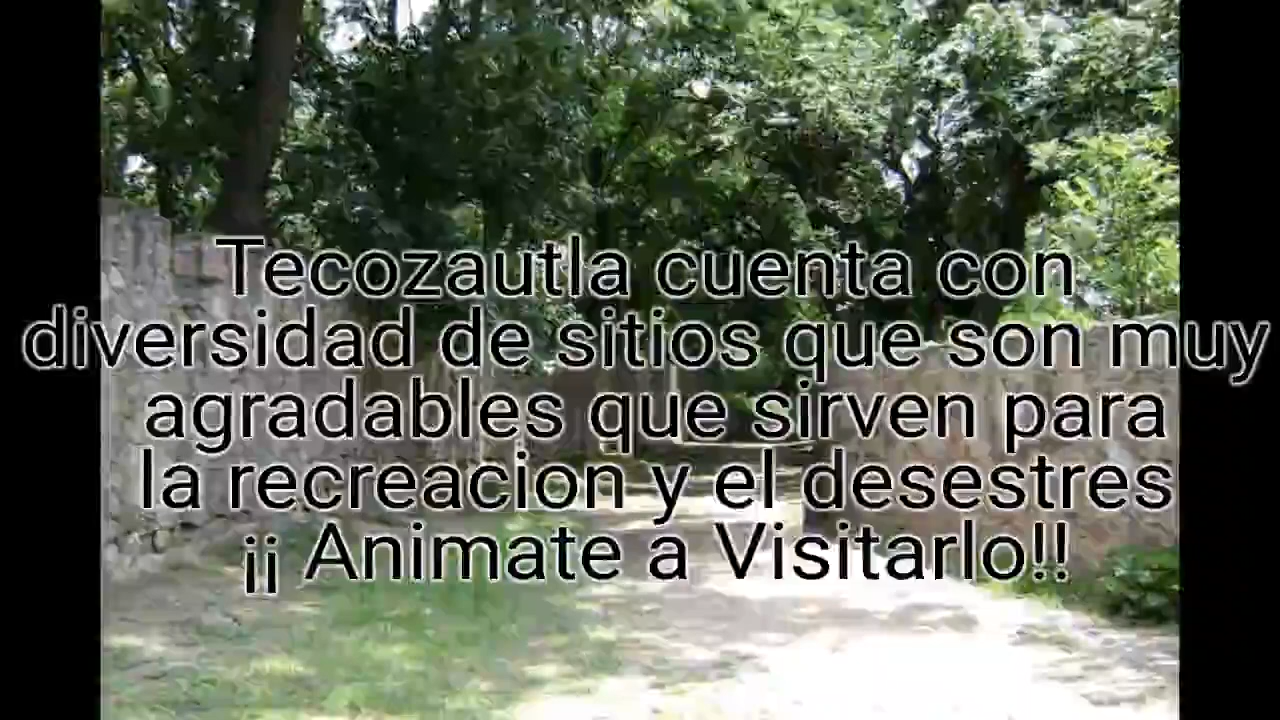 Tecozautla cuenta con
diversidad de sitios que son muy
agradables que sirven para
la recreacion y el desestres
¡¡ Animate a Visitarlo!!